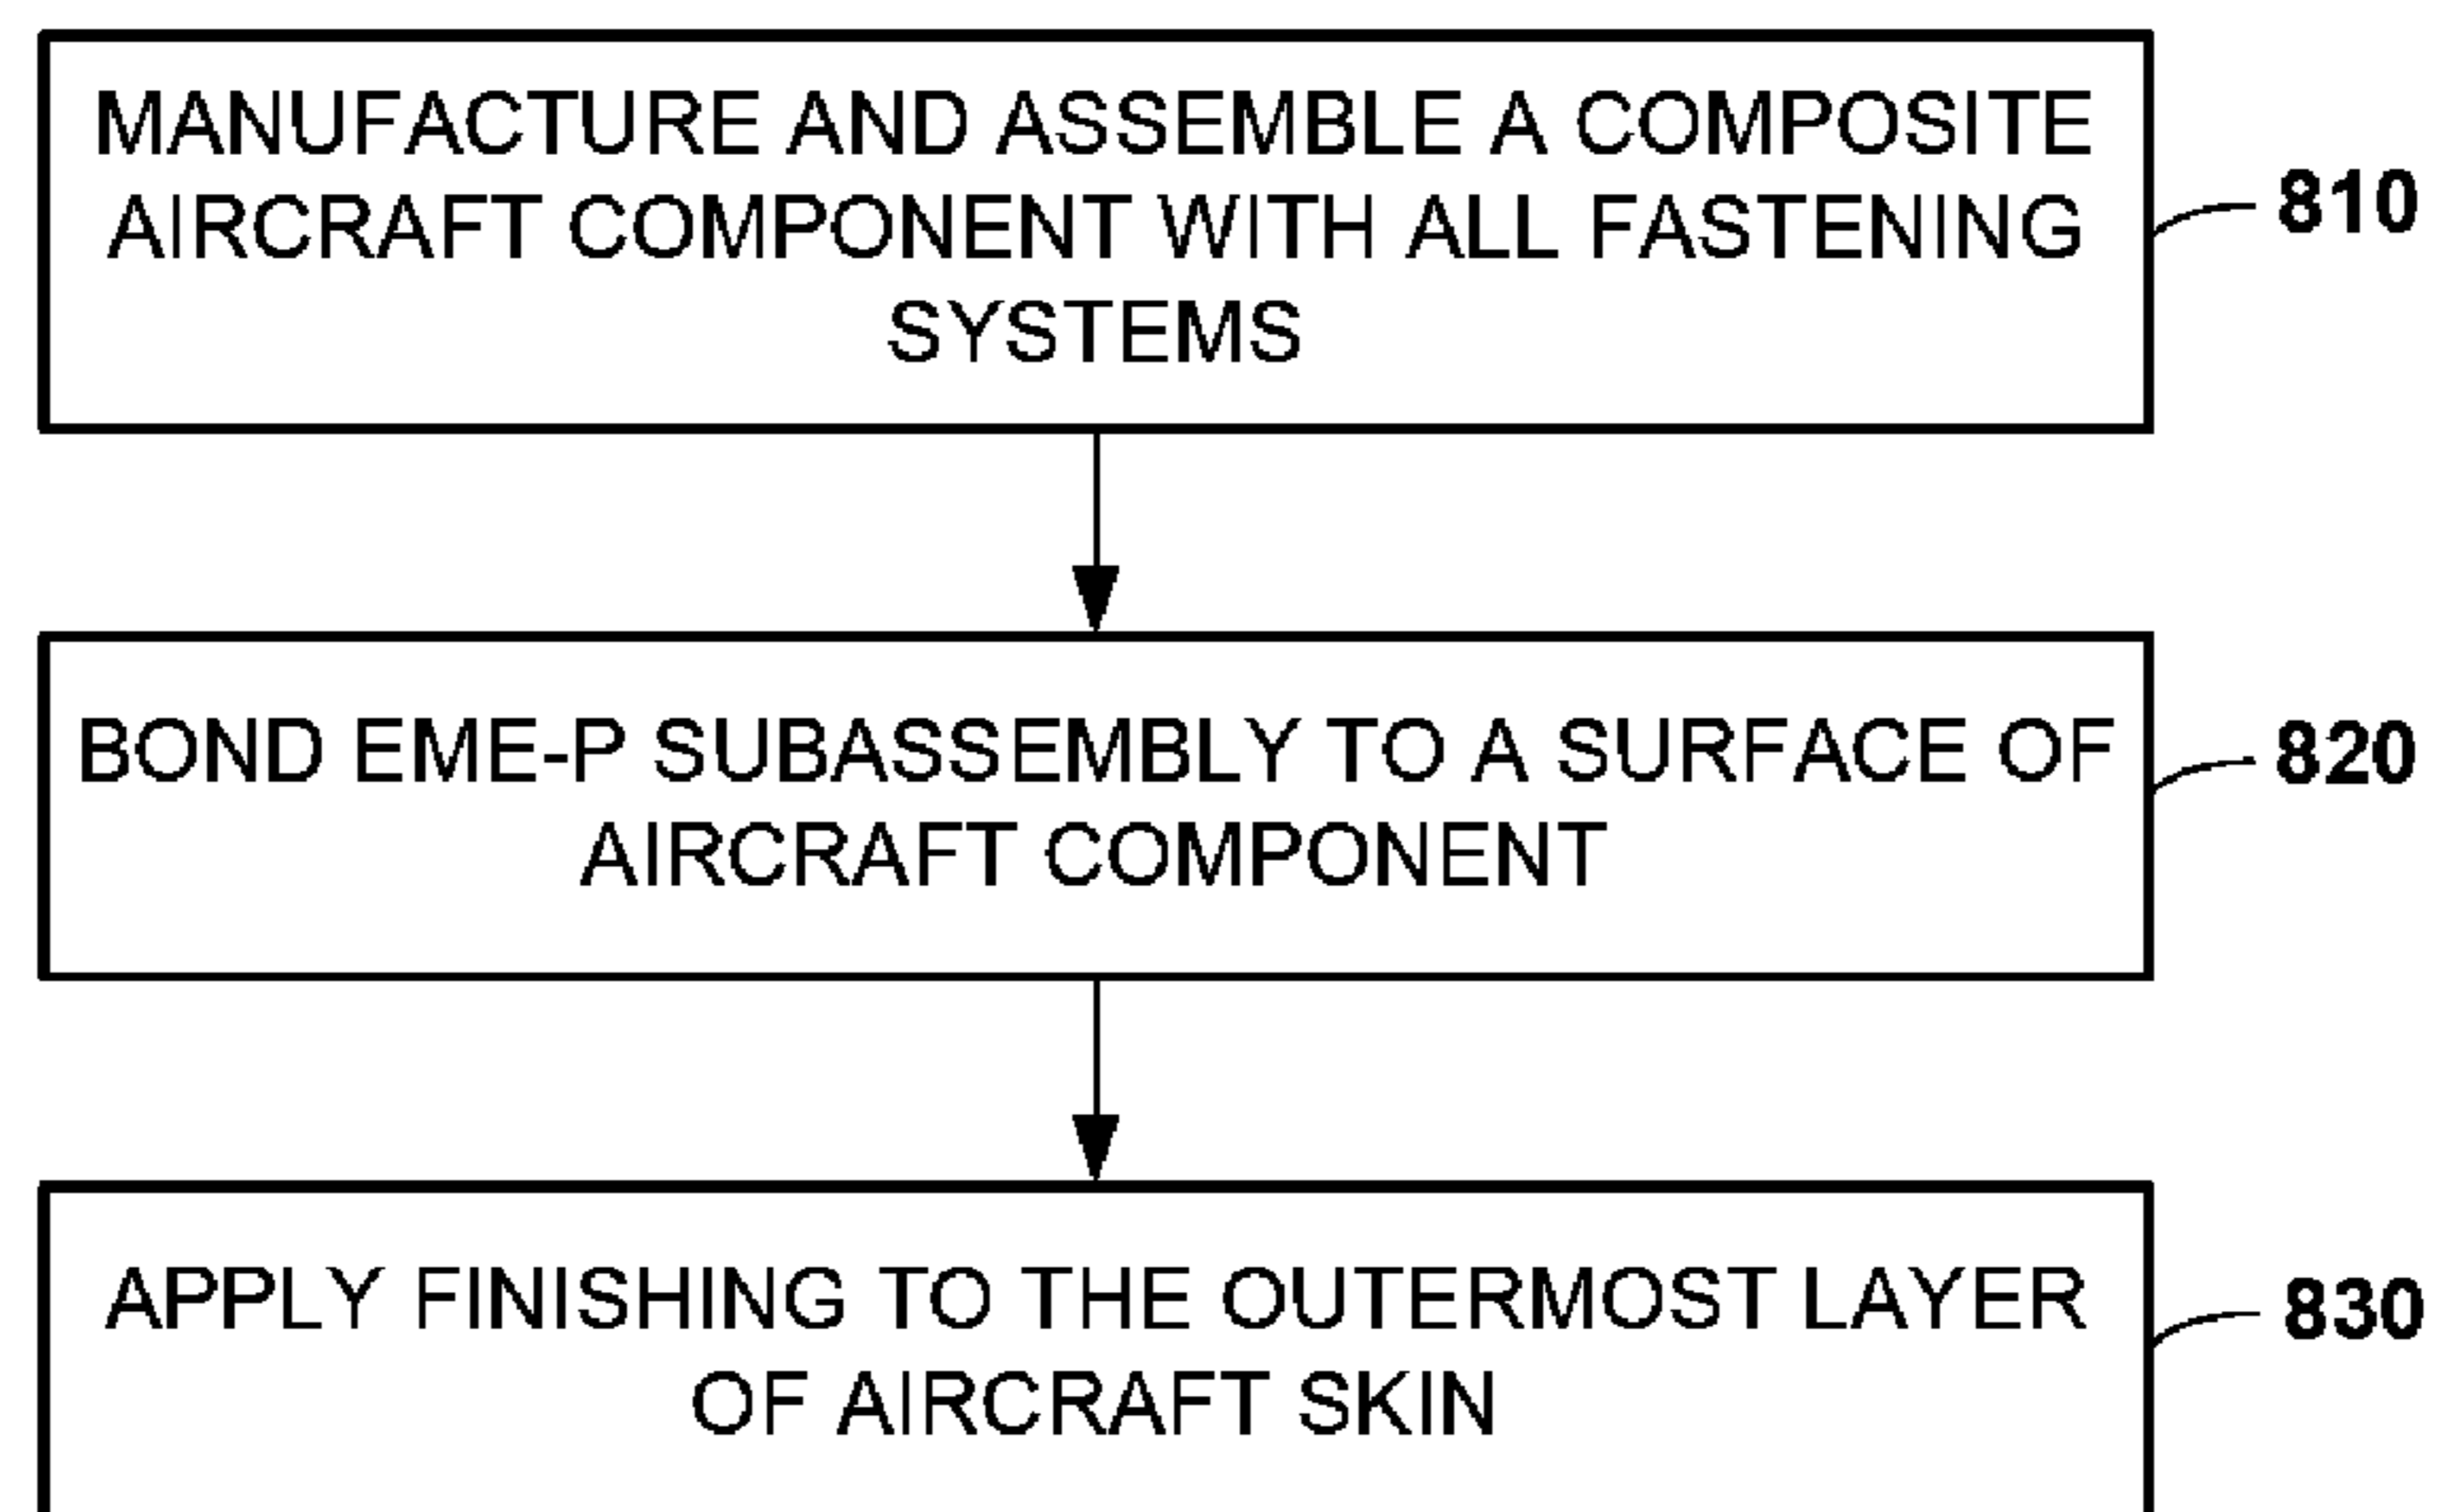 MANUFACTURE AND ASSEMBLE A COMPOSITE
AIRCRAFT COMPONENT WITH ALL FASTENING
SYSTEMS
810
BOND EME-P SUBASSEMBLY TO A SURFACE OF
AIRCRAFT COMPONENT
820
APPLY FINISHING TO THE OUTERMOST LAYER
OF AIRCRAFT SKIN
830